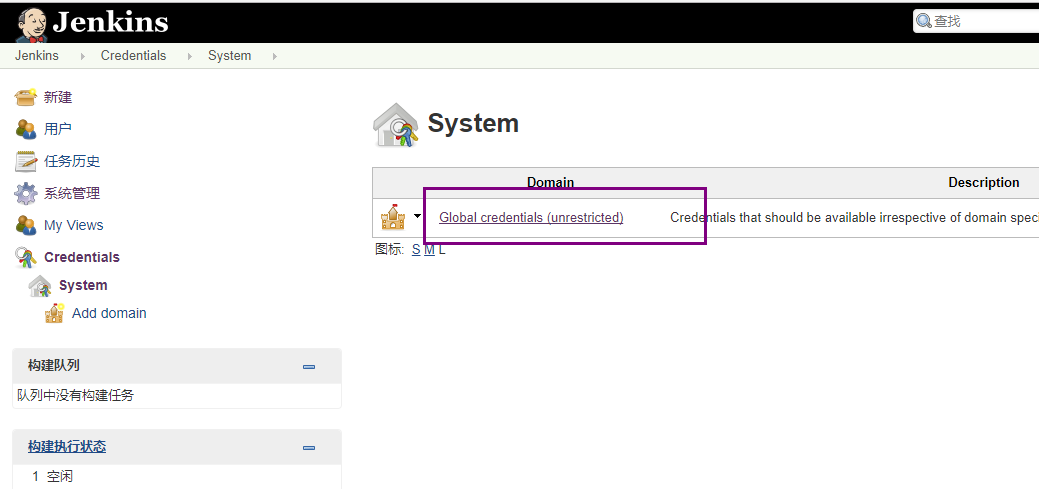 Jenkins
查找
Jenkins Credentials System
新建
用户
任务历史
系统管理
My Views
Credentials
System
Add domain
构建队列
队列中没有构建任务
构建执行状态
1 空闲
System
Domain Description
Global credentials (unrestricted) Credentials that should be available irrespective of domain speci
图标: S M L